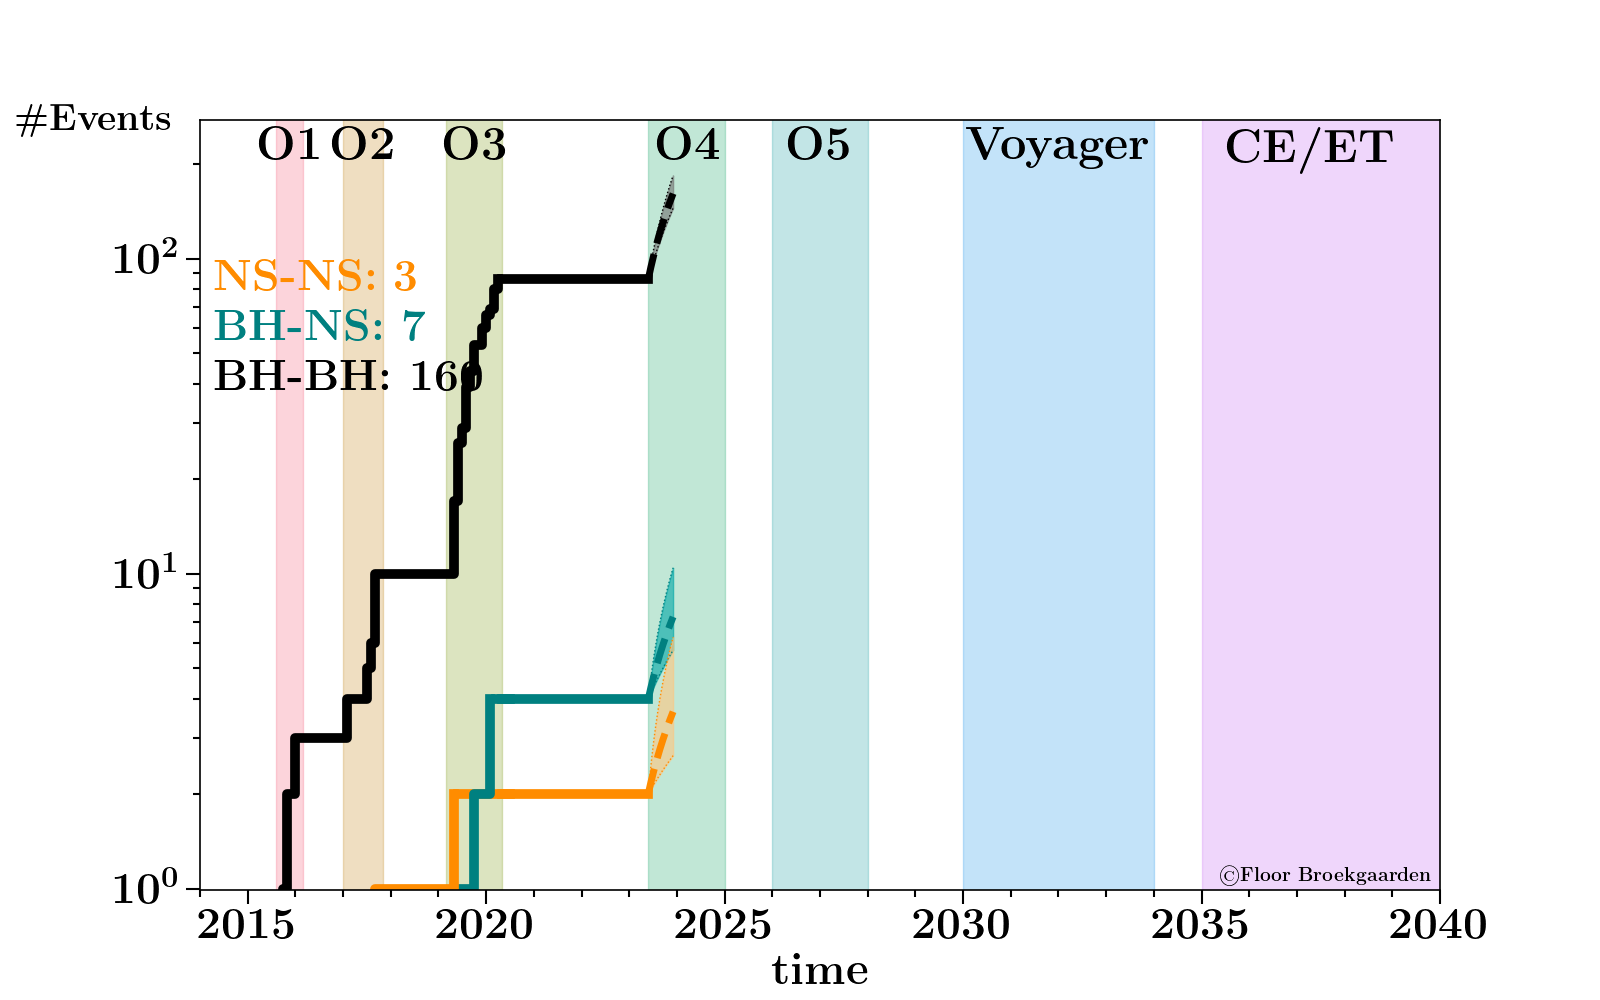 #Events
O1 O2 O3 O4 O5 Voyager CE/ET
10²
NS-NS: 3
BH-NS: 7
BH-BH: 160
10¹
10⁰
©Floor Broekgaarden
2015 2020 2025 2030 2035 2040
time